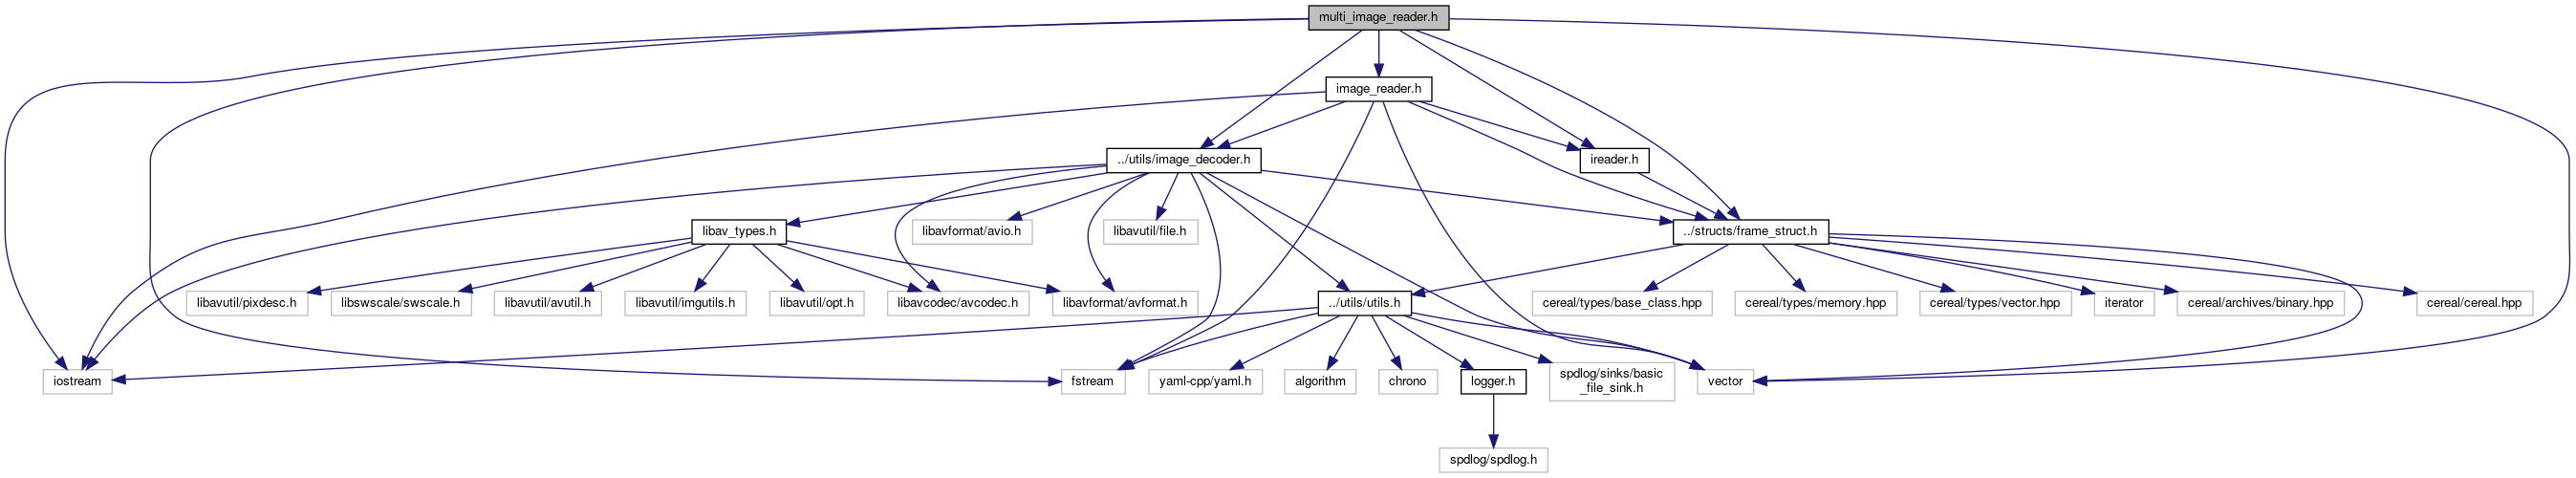 multi_image_reader.h
image_reader.h
../utils/image_decoder.h
ireader.h
libav_types.h
libavformat/avio.h
libavutil/file.h
../structs/frame_struct.h
libavutil/pixdesc.h
libswscale/swscale.h
libavutil/avutil.h
libavutil/imgutils.h
libavutil/opt.h
libavcodec/avcodec.h
libavformat/avformat.h
../utils/utils.h
cereal/types/base_class.hpp
cereal/types/memory.hpp
cereal/types/vector.hpp
iterator
cereal/archives/binary.hpp
cereal/cereal.hpp
iostream
fstream
yaml-cpp/yaml.h
algorithm
chrono
logger.h
spdlog/sinks/basic
_file_sink.h
vector
spdlog/spdlog.h